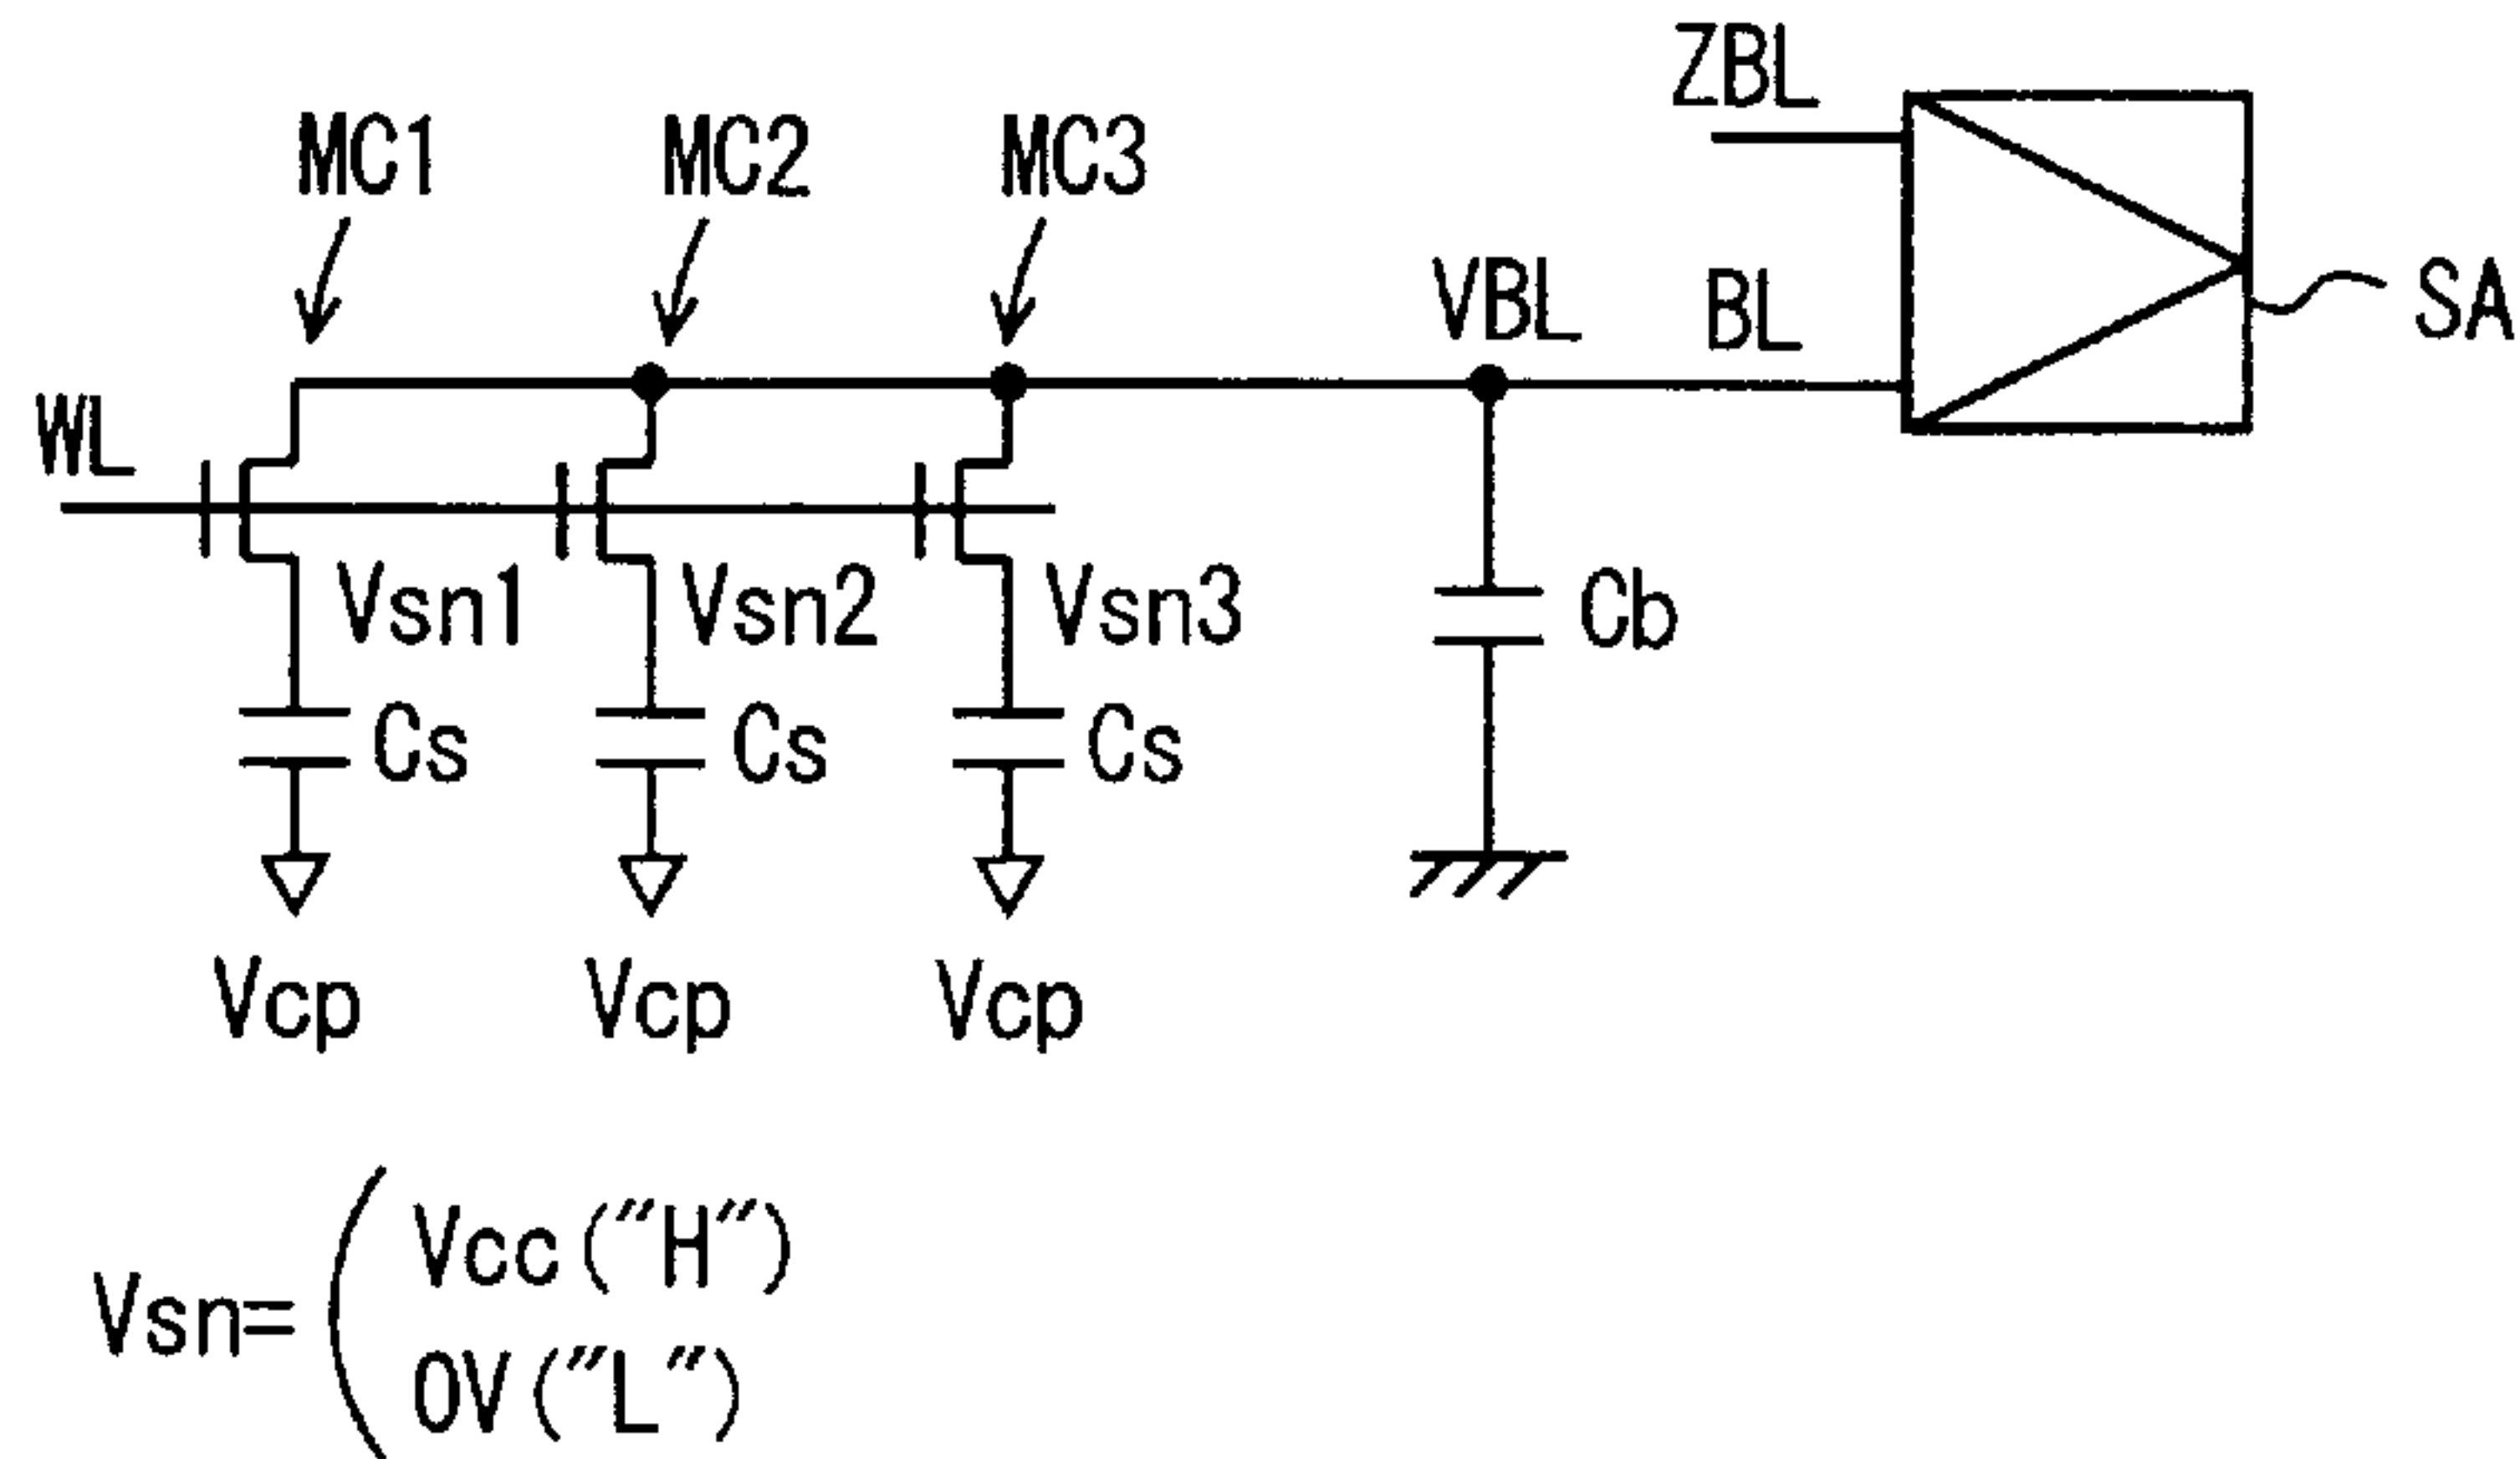 ZBL
MC1 MC2 MC3
VBL BL SA
WL
Vsn1 Vsn2 Vsn3 Cb
Cs Cs Cs
Vcp Vcp Vcp
Vcc("H")
Vsn=
0V("L")